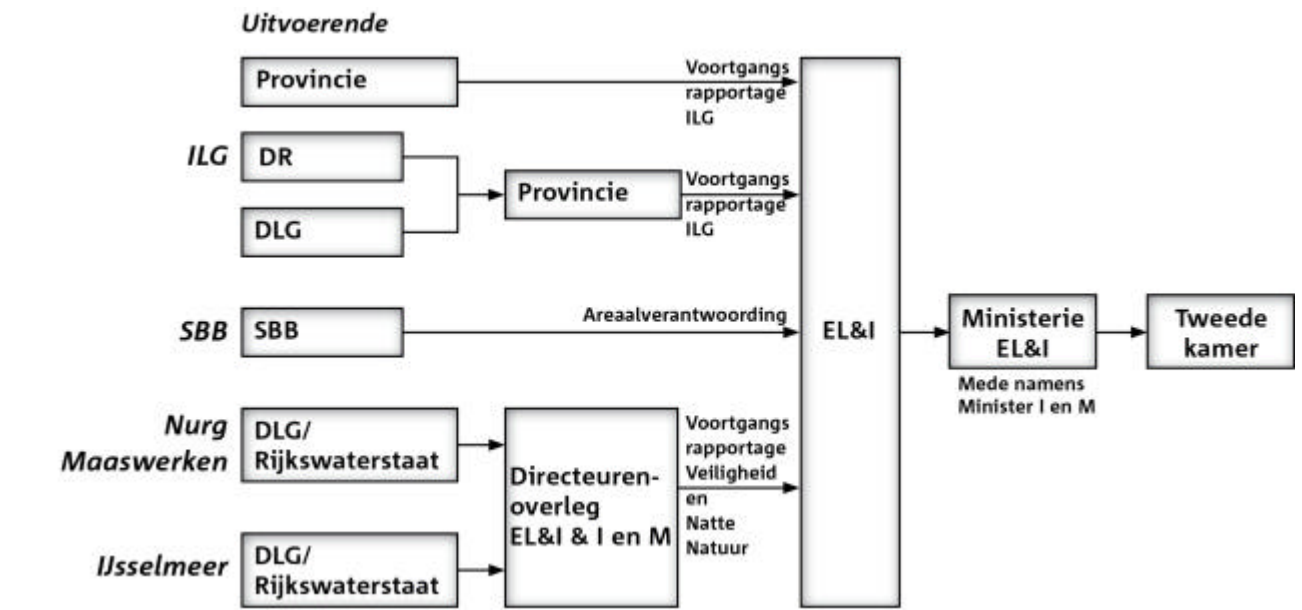 Uitvoerende
Provincie
Voortgangs
rapportage
ILG
ILG
DR
DLG
Provincie
Voortgangs
rapportage
ILG
SBB
SBB
Areaalverantwoording
EL&I
Ministerie
EL&I
Mede namens
Minister I en M
Tweede
kamer
Nurg
Maaswerken
DLG/
Rijkswaterstaat
Directeuren-
overleg
EL&I & I en M
Voortgangs
rapportage
Veiligheid
en
Natte
Natuur
IJsselmeer
DLG/
Rijkswaterstaat